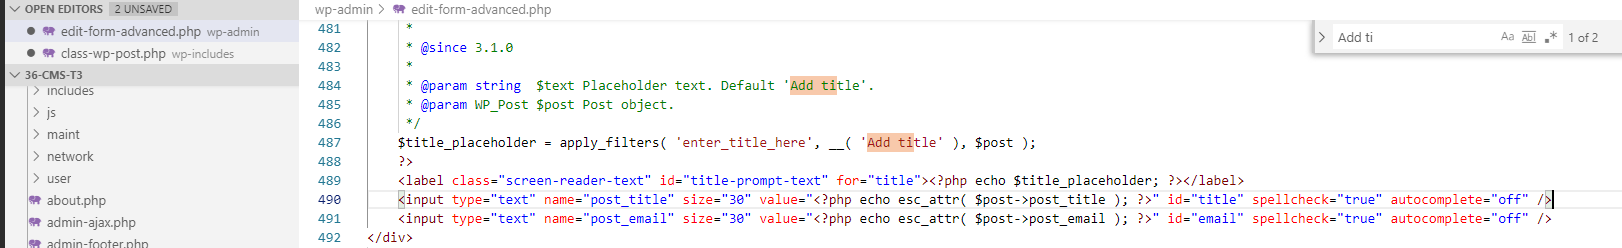 OPEN EDITORS 2 UNSAVED
edit-form-advanced.php wp-admin
class-wp-post.php wp-includes
36-CMS-T3
includes
js
maint
network
user
about.php
admin-ajax.php
admin-footer.php
wp-admin > edit-form-advanced.php
481 *
482 * @since 3.1.0
483 *
484 * @param string  $text Placeholder text. Default 'Add title'.
485 * @param WP_Post $post Post object.
486 */
487 $title_placeholder = apply_filters( 'enter_title_here', __( 'Add title' ), $post );
488 ?>
489 <label class="screen-reader-text" id="title-prompt-text" for="title"><?php echo $title_placeholder; ?></label>
490 <input type="text" name="post_title" size="30" value="<?php echo esc_attr( $post->post_title ); ?>" id="title" spellcheck="true" autocomplete="off" />
491 <input type="text" name="post_email" size="30" value="<?php echo esc_attr( $post->post_email ); ?>" id="email" spellcheck="true" autocomplete="off" />
492 </div>
Add ti Aa Abl .* 1 of 2